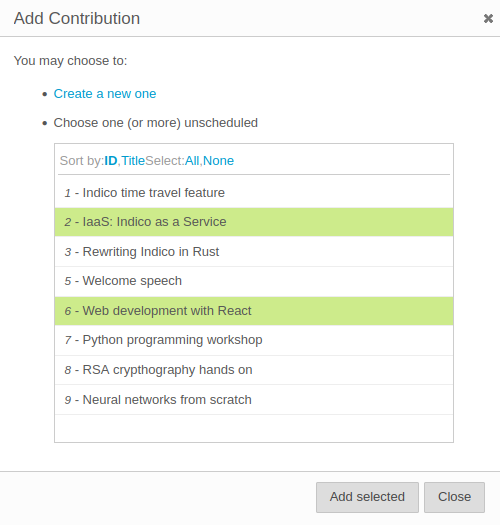 Add Contribution
You may choose to:
Create a new one
Choose one (or more) unscheduled
Sort by:ID,TitleSelect:All,None
1 - Indico time travel feature
2 - IaaS: Indico as a Service
3 - Rewriting Indico in Rust
5 - Welcome speech
6 - Web development with React
7 - Python programming workshop
8 - RSA crypthography hands on
9 - Neural networks from scratch
Add selected Close